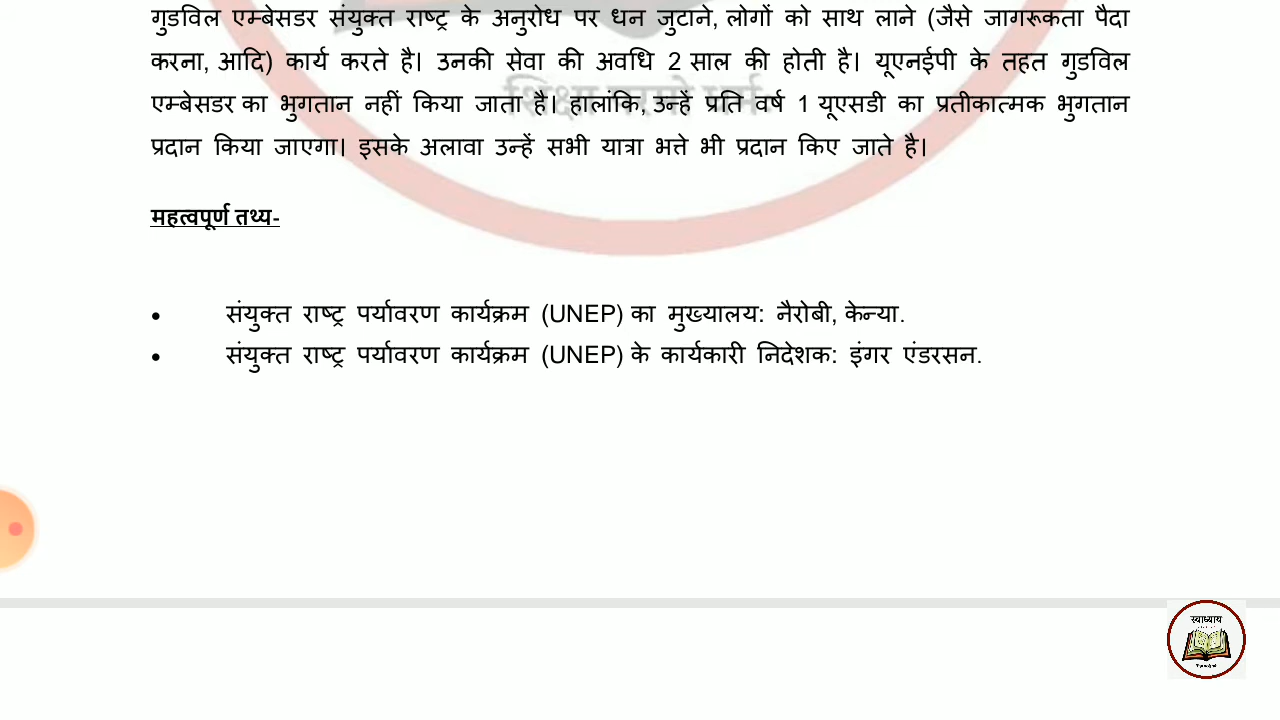 गुडविल एम्बेसडर संयुक्त राष्ट्र के अनुरोध पर धन जुटाने, लोगों को साथ लाने (जैसे जागरूकता पैदा
करना, आदि) कार्य करते है। उनकी सेवा की अवधि 2 साल की होती है। यूएनईपी के तहत गुडविल
एम्बेसडर का भुगतान नहीं किया जाता है। हालांकि, उन्हें प्रति वर्ष 1 यूएसडी का प्रतीकात्मक भुगतान
प्रदान किया जाएगा। इसके अलावा उन्हें सभी यात्रा भत्ते भी प्रदान किए जाते है।
महत्वपूर्ण तथ्य-
• संयुक्त राष्ट्र पर्यावरण कार्यक्रम (UNEP) का मुख्यालय: नैरोबी, केन्या.
• संयुक्त राष्ट्र पर्यावरण कार्यक्रम (UNEP) के कार्यकारी निदेशक: इंगर एंडरसन.
स्वाध्याय